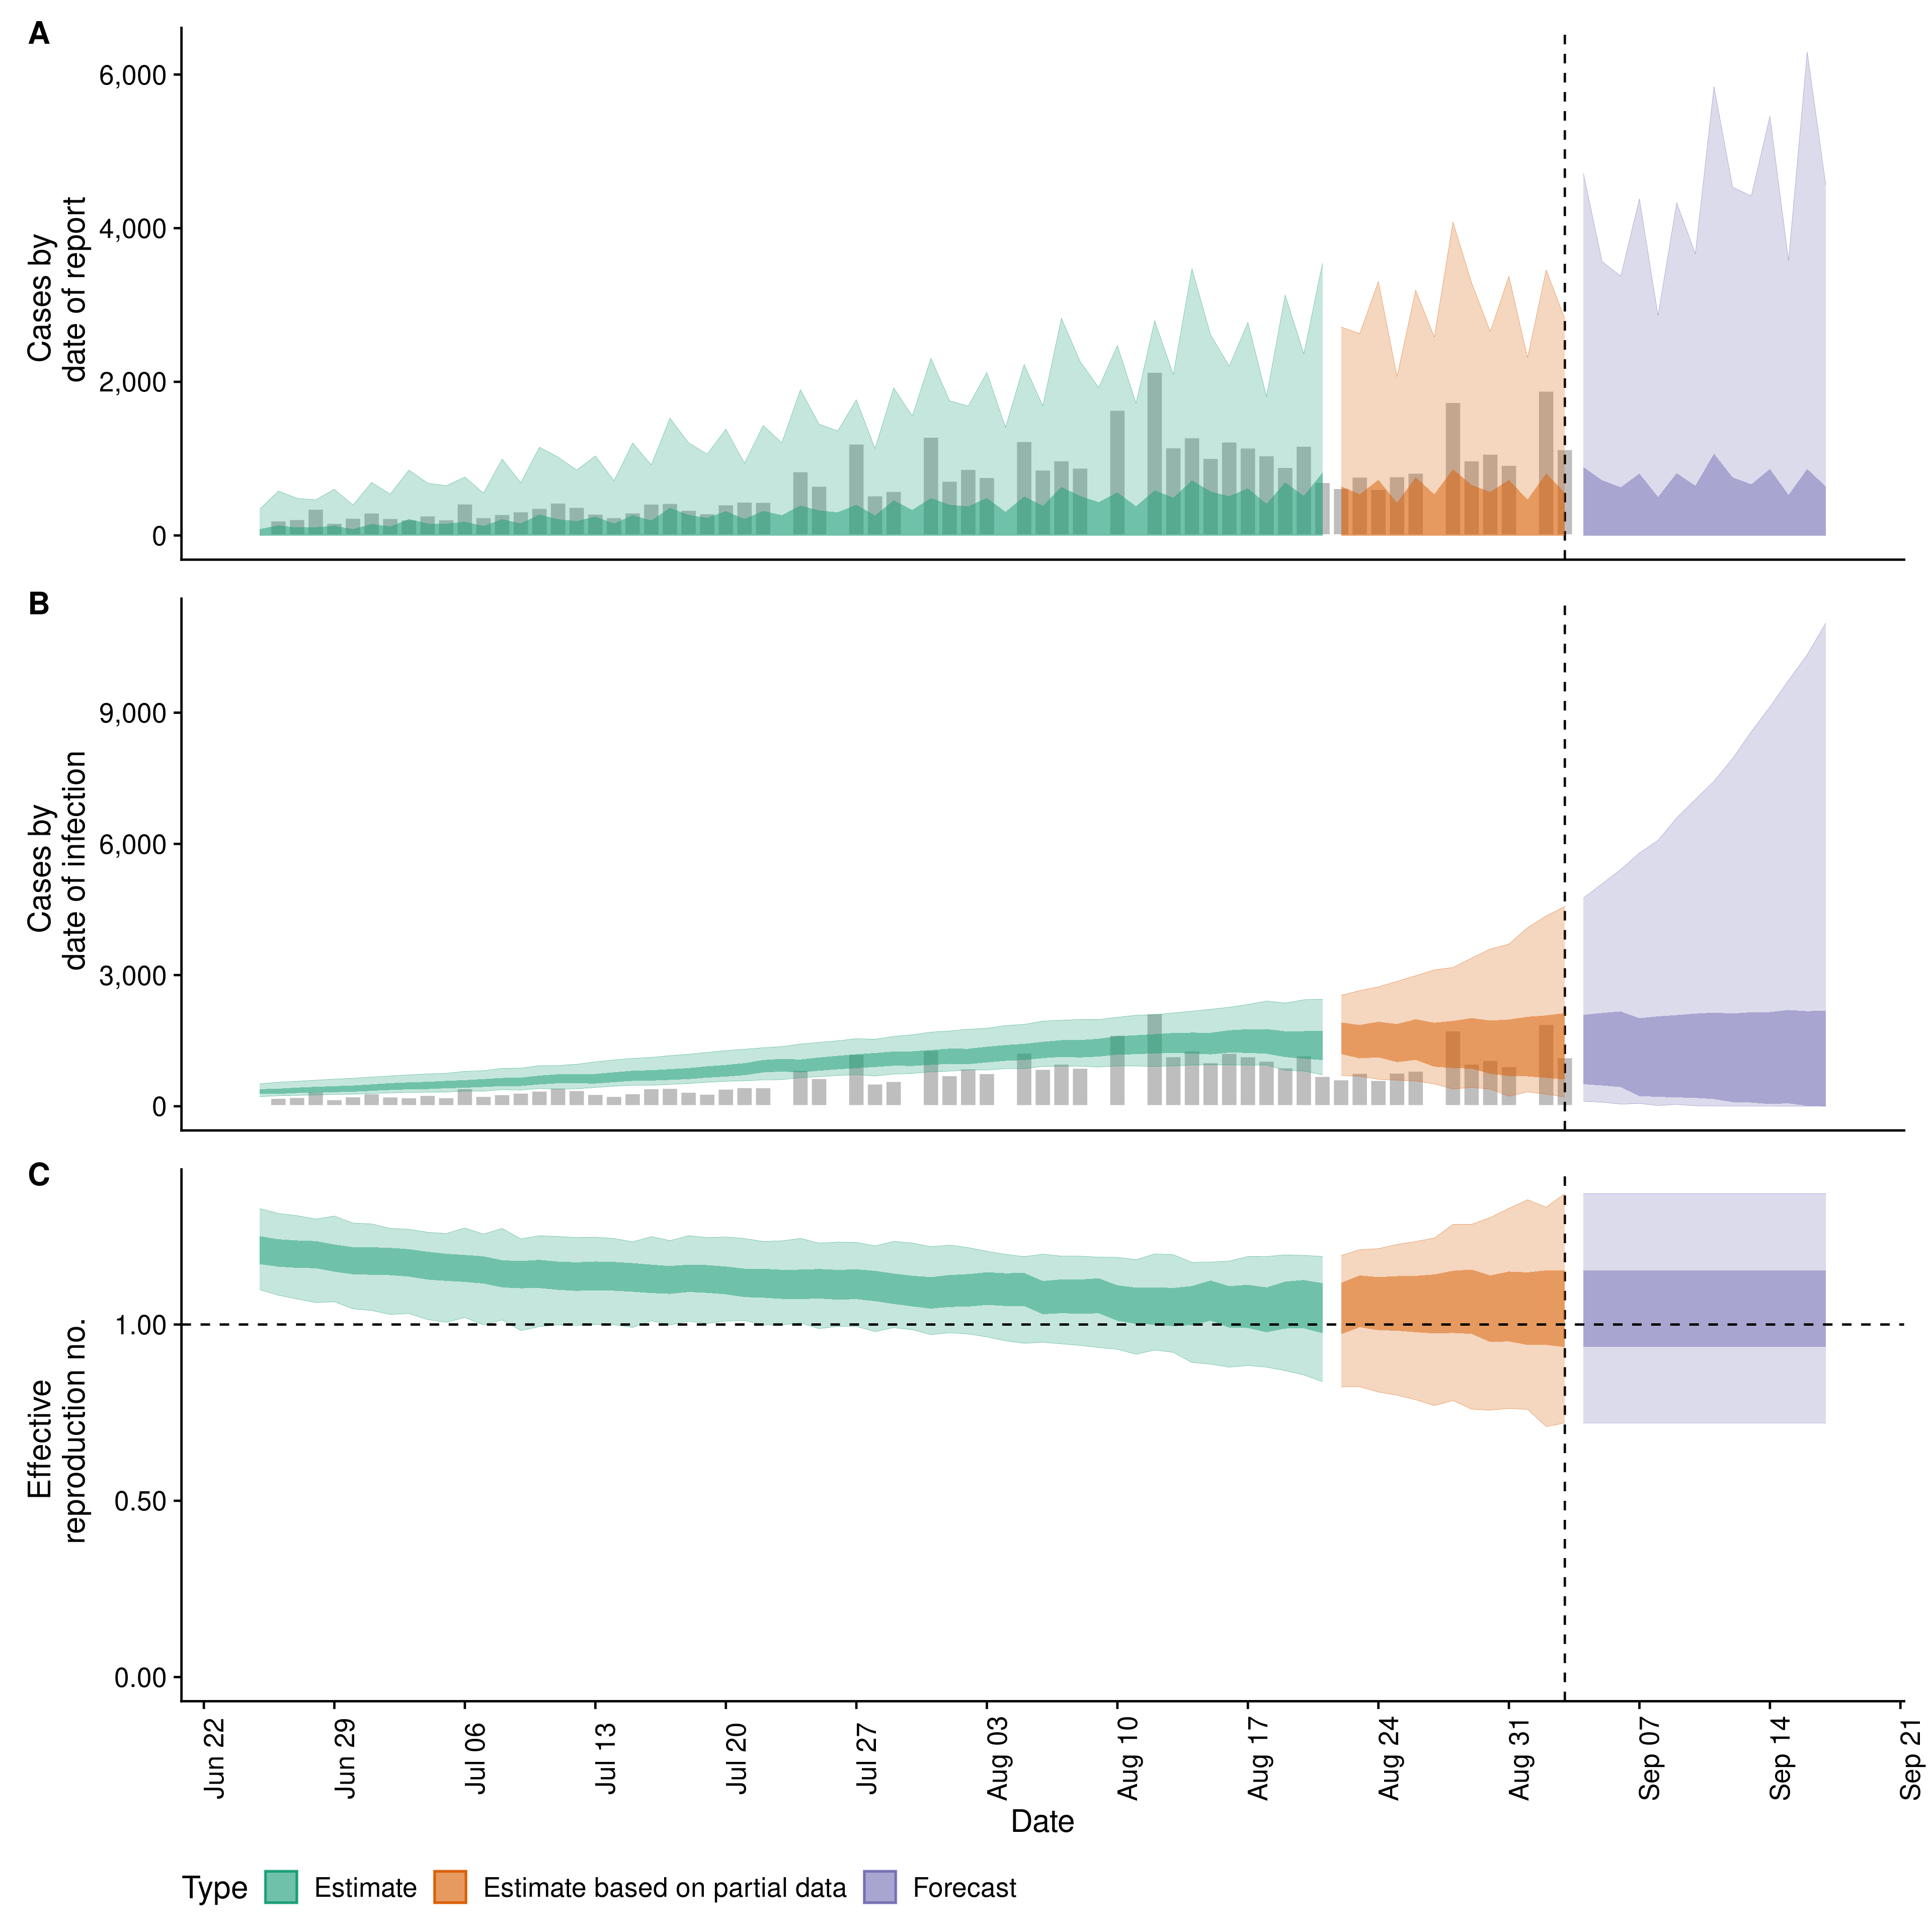 A
Cases by
date of report
6,000
4,000
2,000
0
B
Cases by
date of infection
9,000
6,000
3,000
0
C
Effective
reproduction no.
1.00
0.50
0.00
Jun 22
Jun 29
Jul 06
Jul 13
Jul 20
Jul 27
Aug 03
Aug 10
Aug 17
Aug 24
Aug 31
Sep 07
Sep 14
Sep 21
Date
Type Estimate Estimate based on partial data Forecast